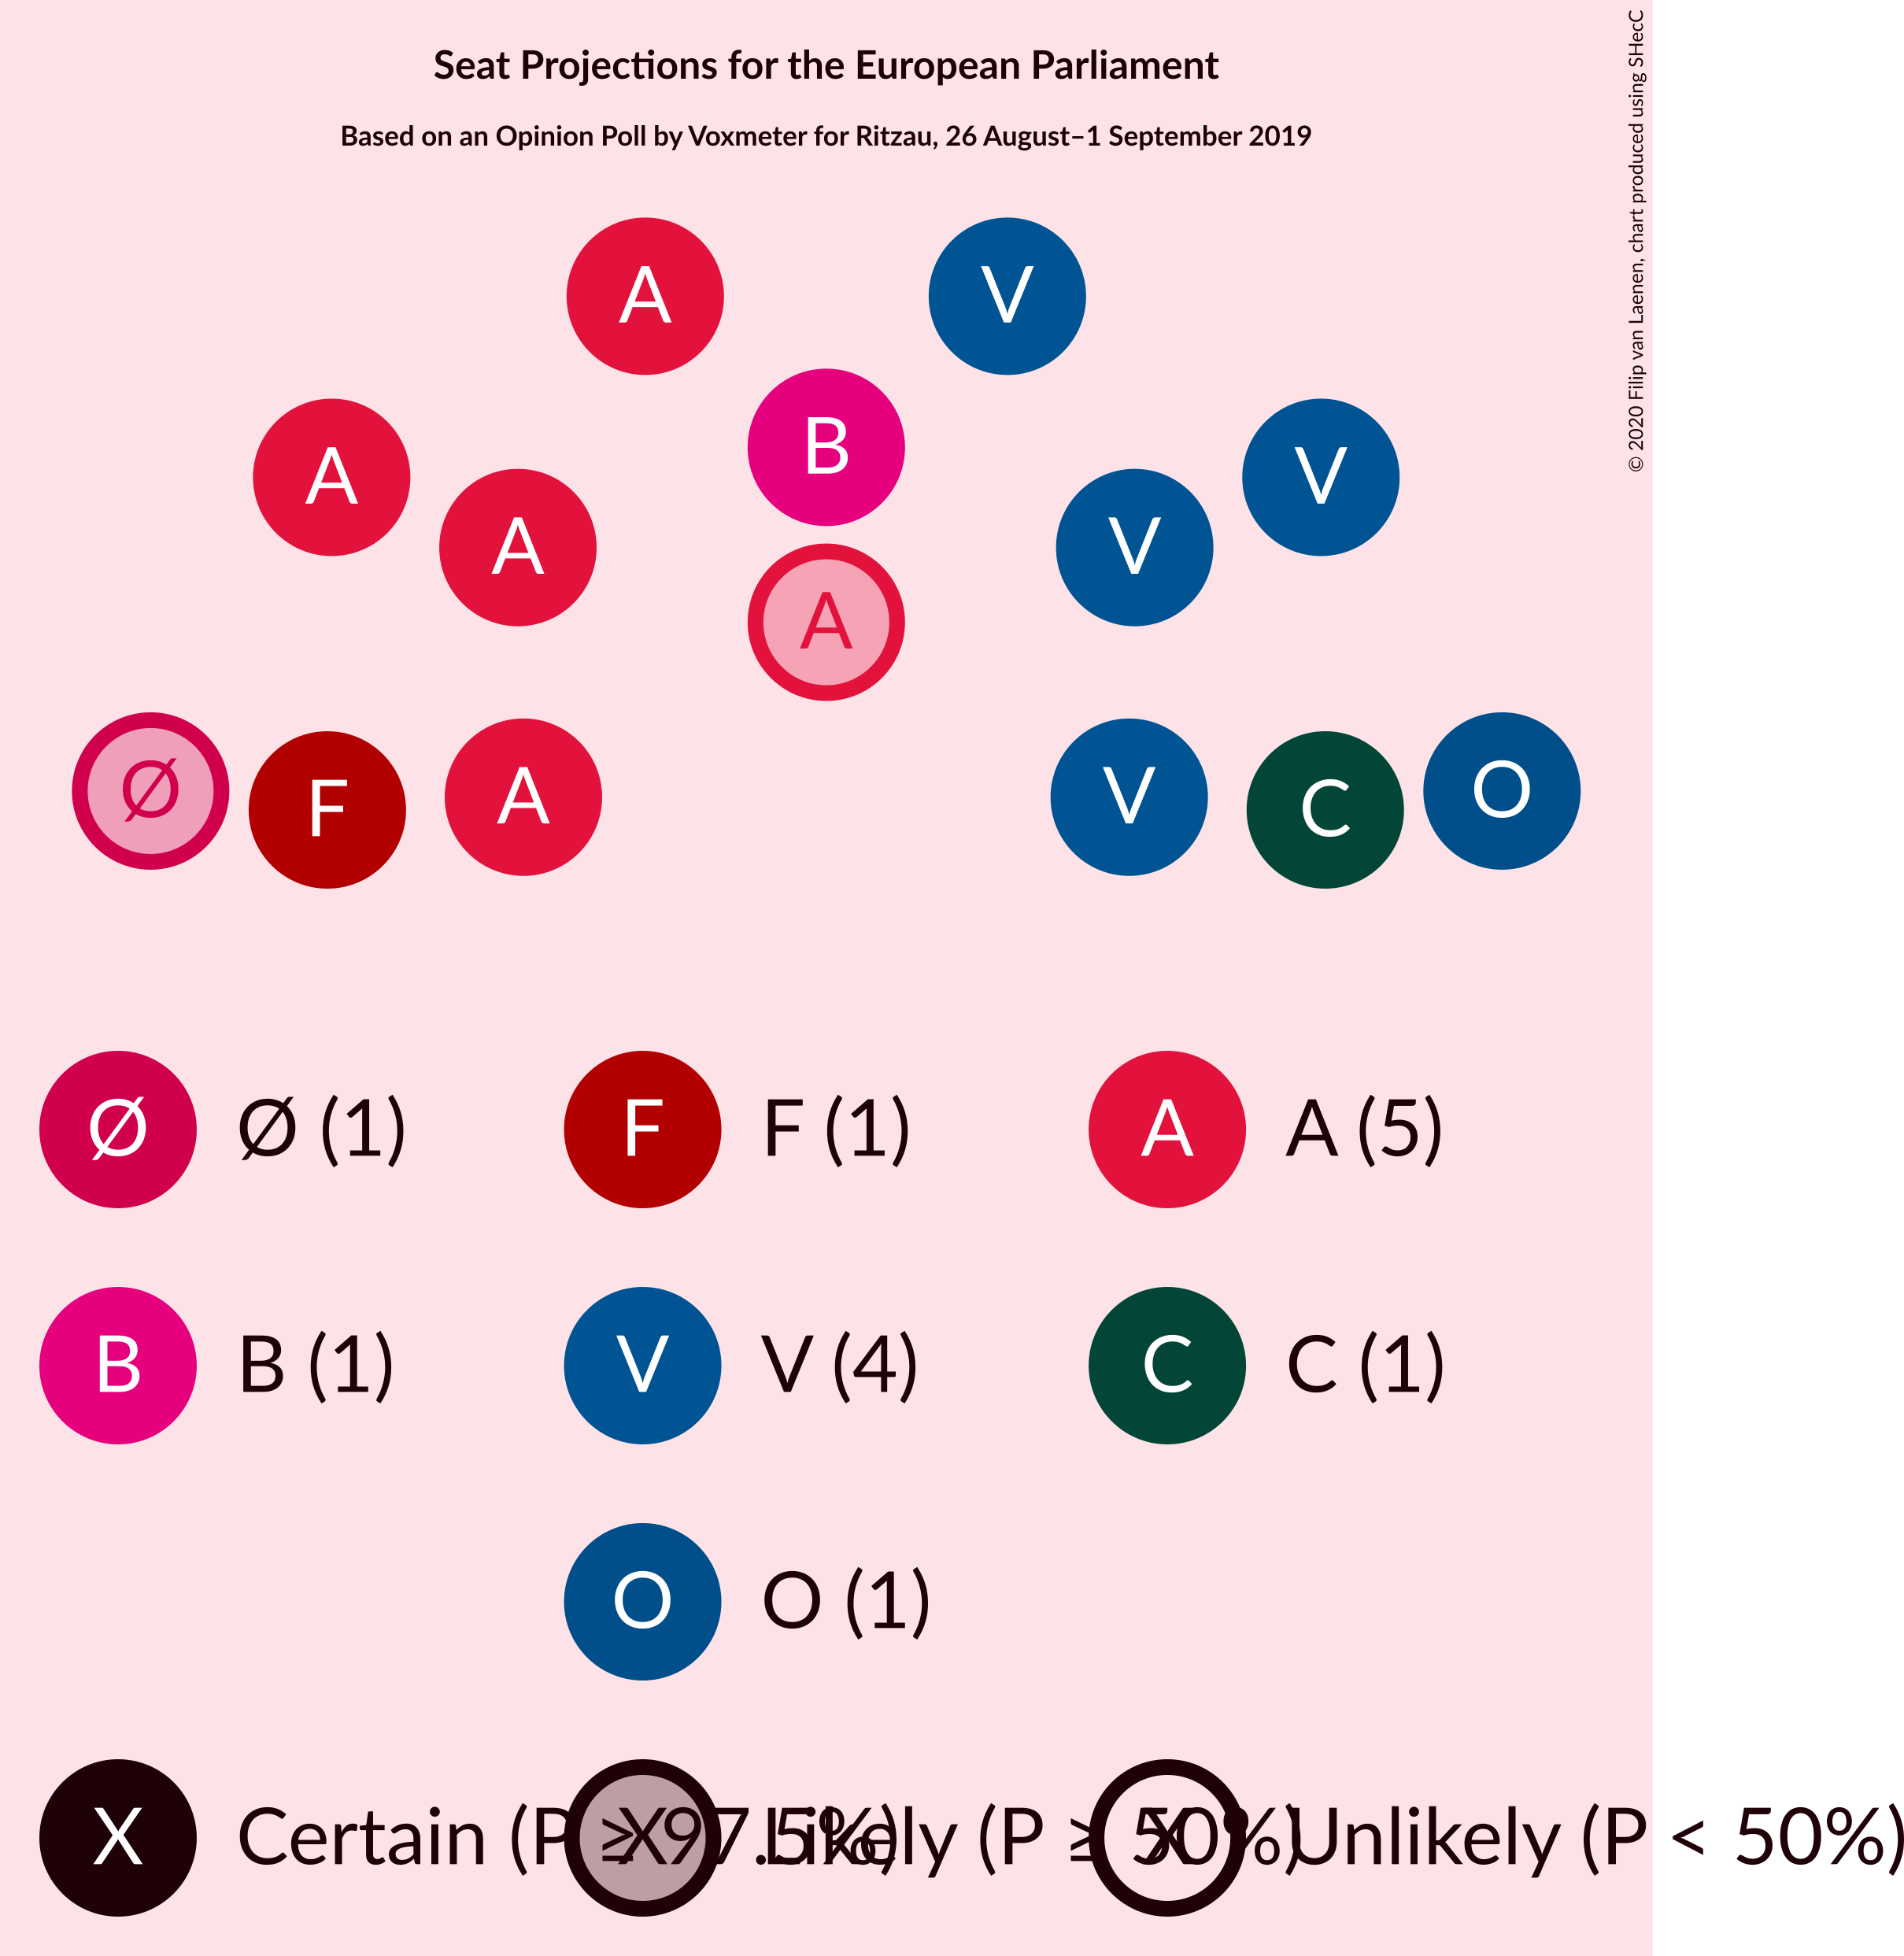 Seat Projections for the European Parliament
Based on an Opinion Poll by Voxmeter for Ritzau, 26 August–1 September 2019
© 2020 Filip van Laenen, chart produced using SHecC
A V
B
A V
A V
A
Ø O
A V
F C
Ø Ø (1) F F (1) A A (5)
B B (1) V V (4) C C (1)
O O (1)
X Certain (P ≥ 97.5%) X Likely (P ≥ 50%) X Unlikely (P < 50%)